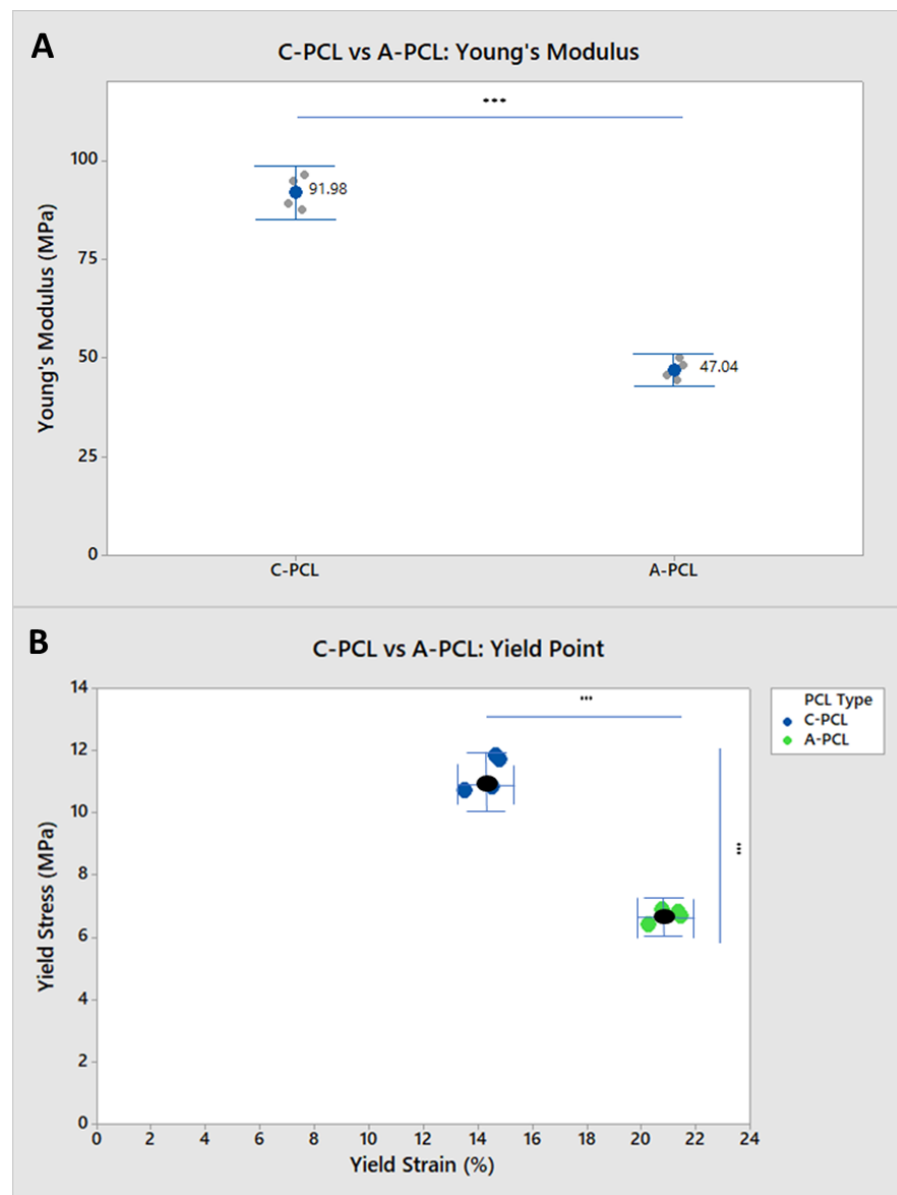 A
C-PCL vs A-PCL: Young's Modulus
***
100
91.98
75
Young's Modulus (MPa)
50
47.04
25
0
C-PCL
A-PCL
B
C-PCL vs A-PCL: Yield Point
14
***
PCL Type
C-PCL
A-PCL
12
10
***
8
Yield Stress (MPa)
6
4
2
0
0 2 4 6 8 10 12 14 16 18 20 22 24
Yield Strain (%)